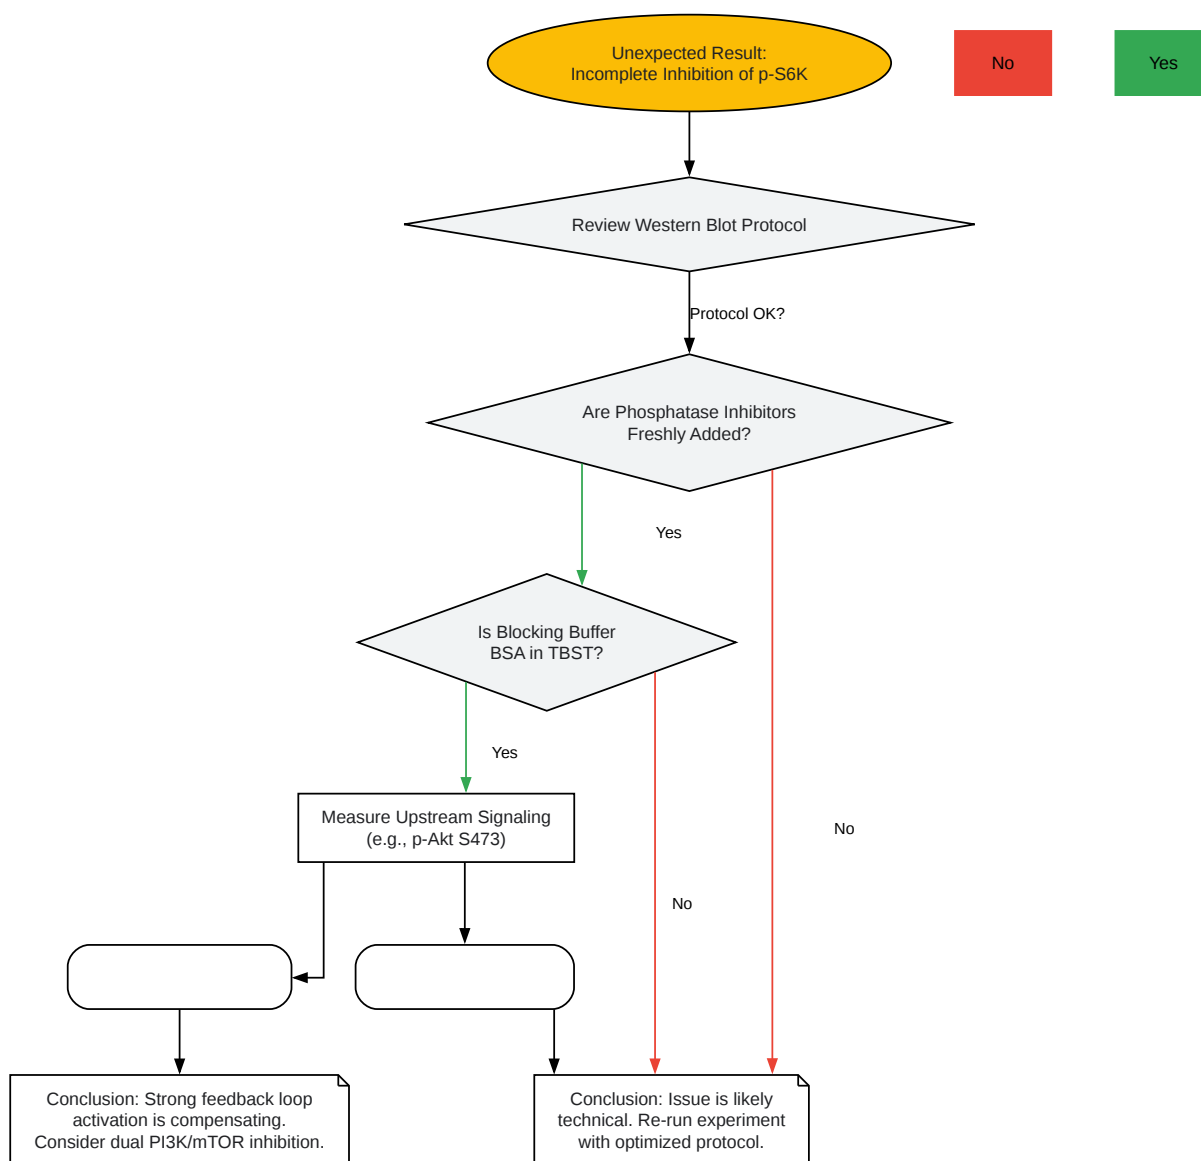 Unexpected Result:
Incomplete Inhibition of p-S6K
No
Yes
Review Western Blot Protocol
Protocol OK?
Are Phosphatase Inhibitors
Freshly Added?
Yes
Is Blocking Buffer
BSA in TBST?
Yes
Measure Upstream Signaling
(e.g., p-Akt S473)
No
No
Conclusion: Strong feedback loop
activation is compensating.
Consider dual PI3K/mTOR inhibition.
Conclusion: Issue is likely
technical. Re-run experiment
with optimized protocol.